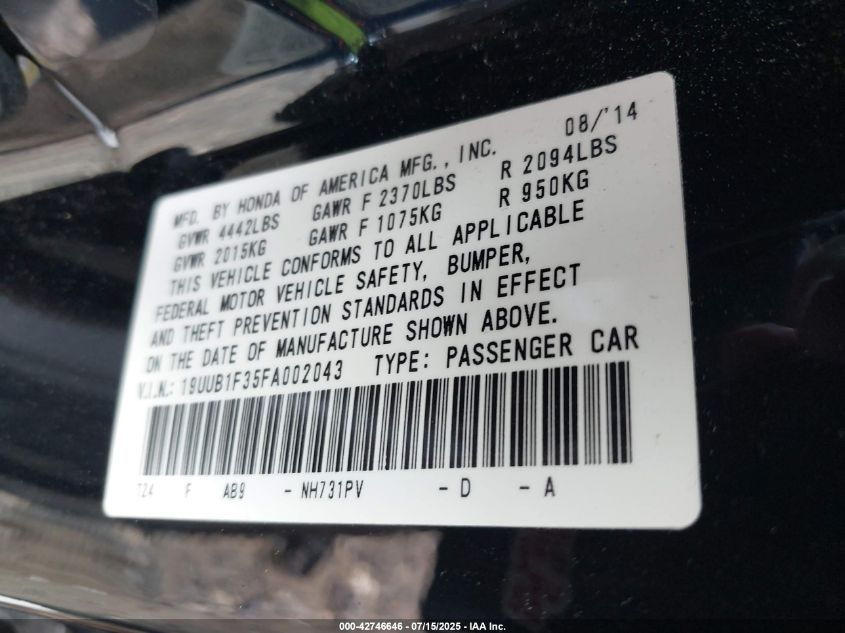 08/'14
MFD. BY HONDA OF AMERICA MFG., INC.
GVWR 4442LBS GAWR F 2370LBS R 2094LBS
GVWR 2015KG GAWR F 1075KG R 950KG
THIS VEHICLE CONFORMS TO ALL APPLICABLE
FEDERAL MOTOR VEHICLE SAFETY, BUMPER,
AND THEFT PREVENTION STANDARDS IN EFFECT
ON THE DATE OF MANUFACTURE SHOWN ABOVE.
V.I.N.: 19UUB1F35FA002043 TYPE: PASSENGER CAR
TZ4 F AB9 - NH731PV - D - A
000-42746646 / 07/15/2025 - IAA Inc.